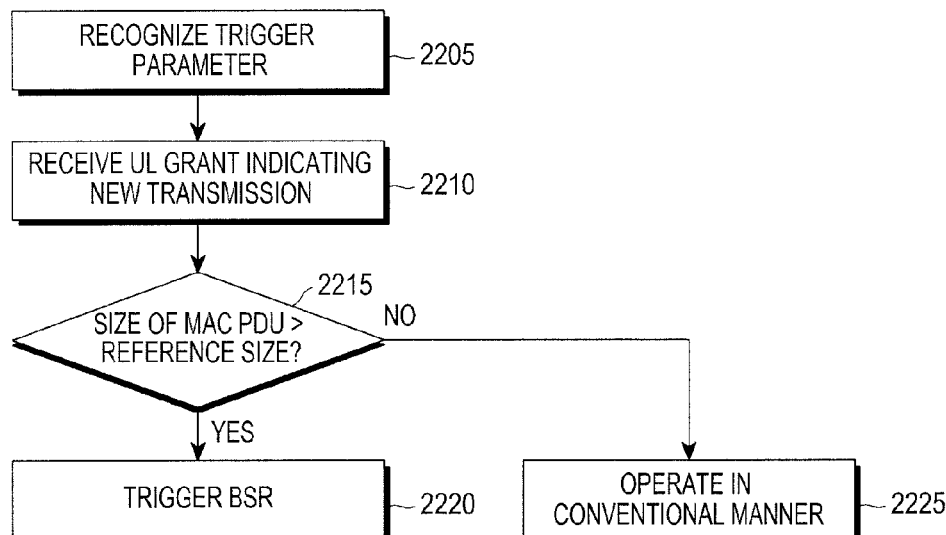 RECOGNIZE TRIGGER
PARAMETER
2205
RECEIVE UL GRANT INDICATING
NEW TRANSMISSION
2210
2215
SIZE OF MAC PDU >
REFERENCE SIZE?
NO
YES
TRIGGER BSR
2220
OPERATE IN
CONVENTIONAL MANNER
2225